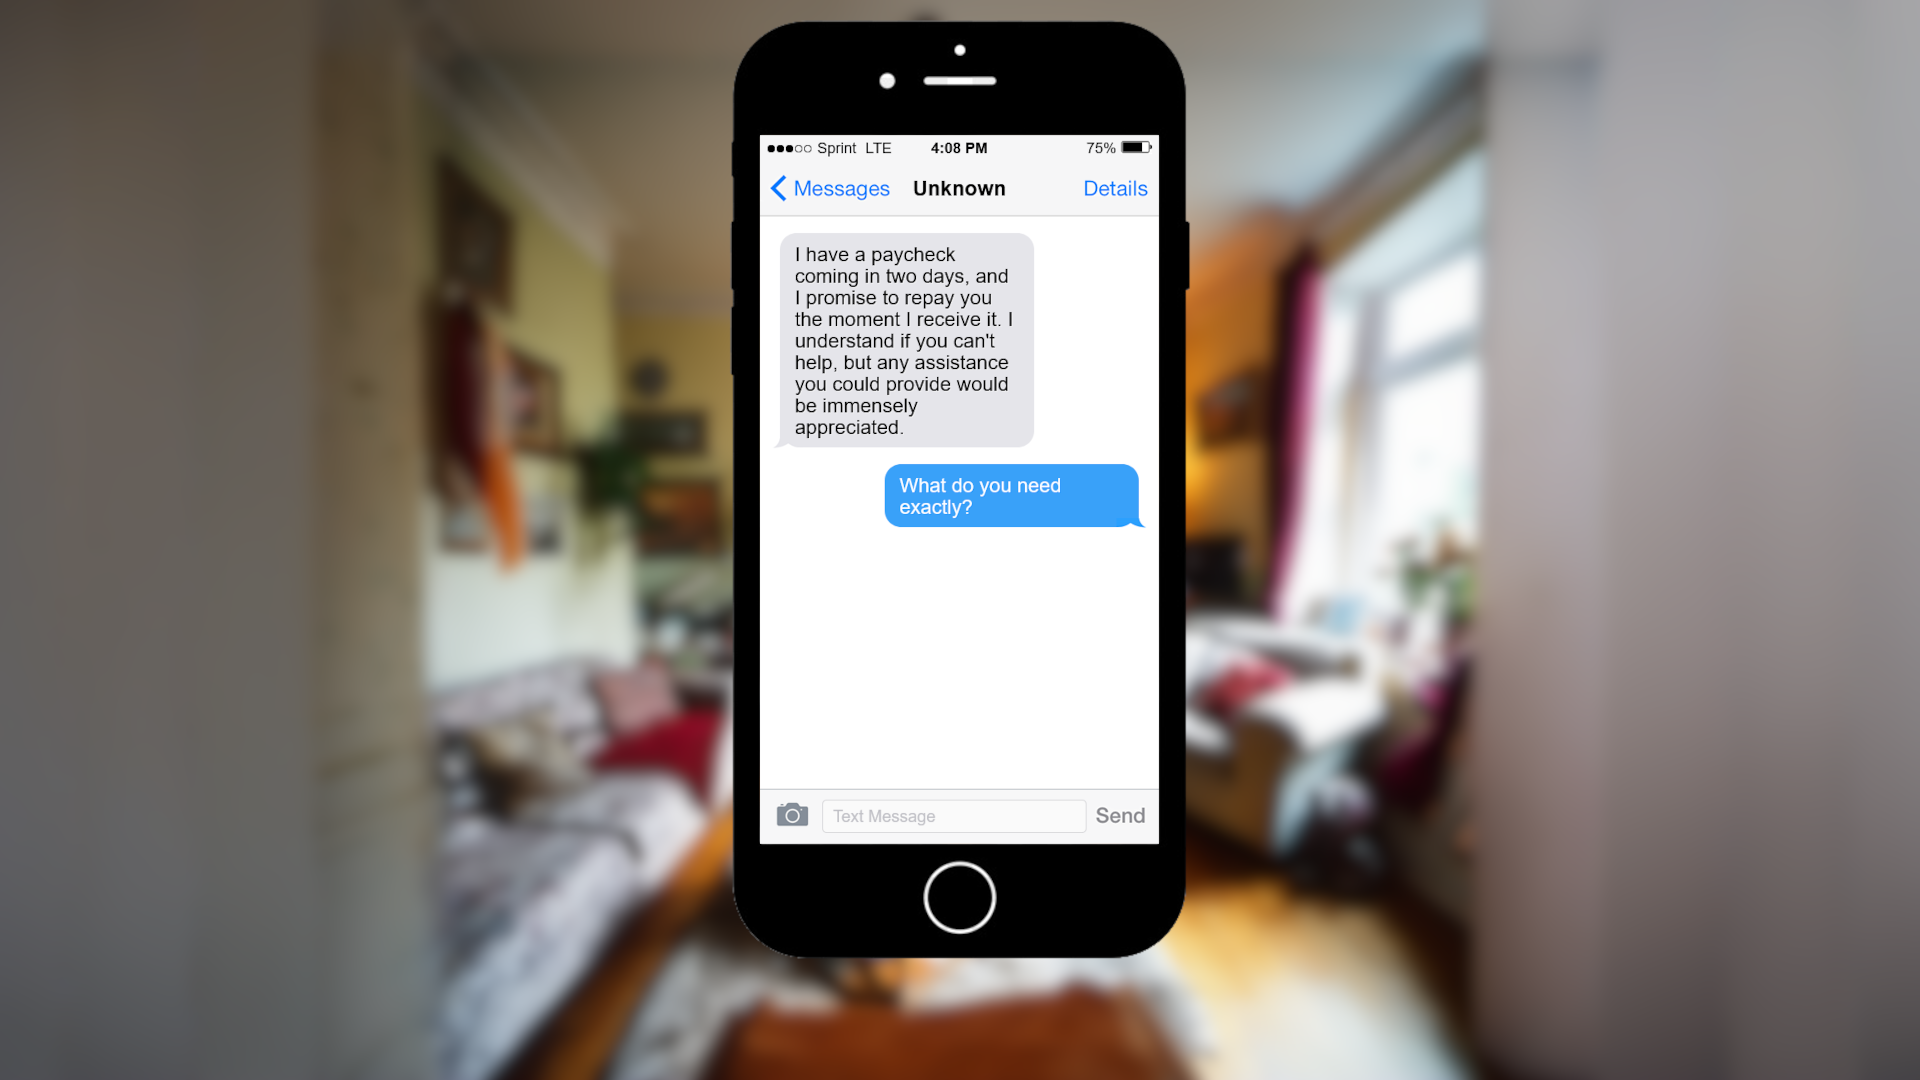 Sprint LTE 4:08 PM 75%
Messages Unknown Details
I have a paycheck
coming in two days, and
I promise to repay you
the moment I receive it. I
understand if you can't
help, but any assistance
you could provide would
be immensely
appreciated.
What do you need
exactly?
Text Message Send